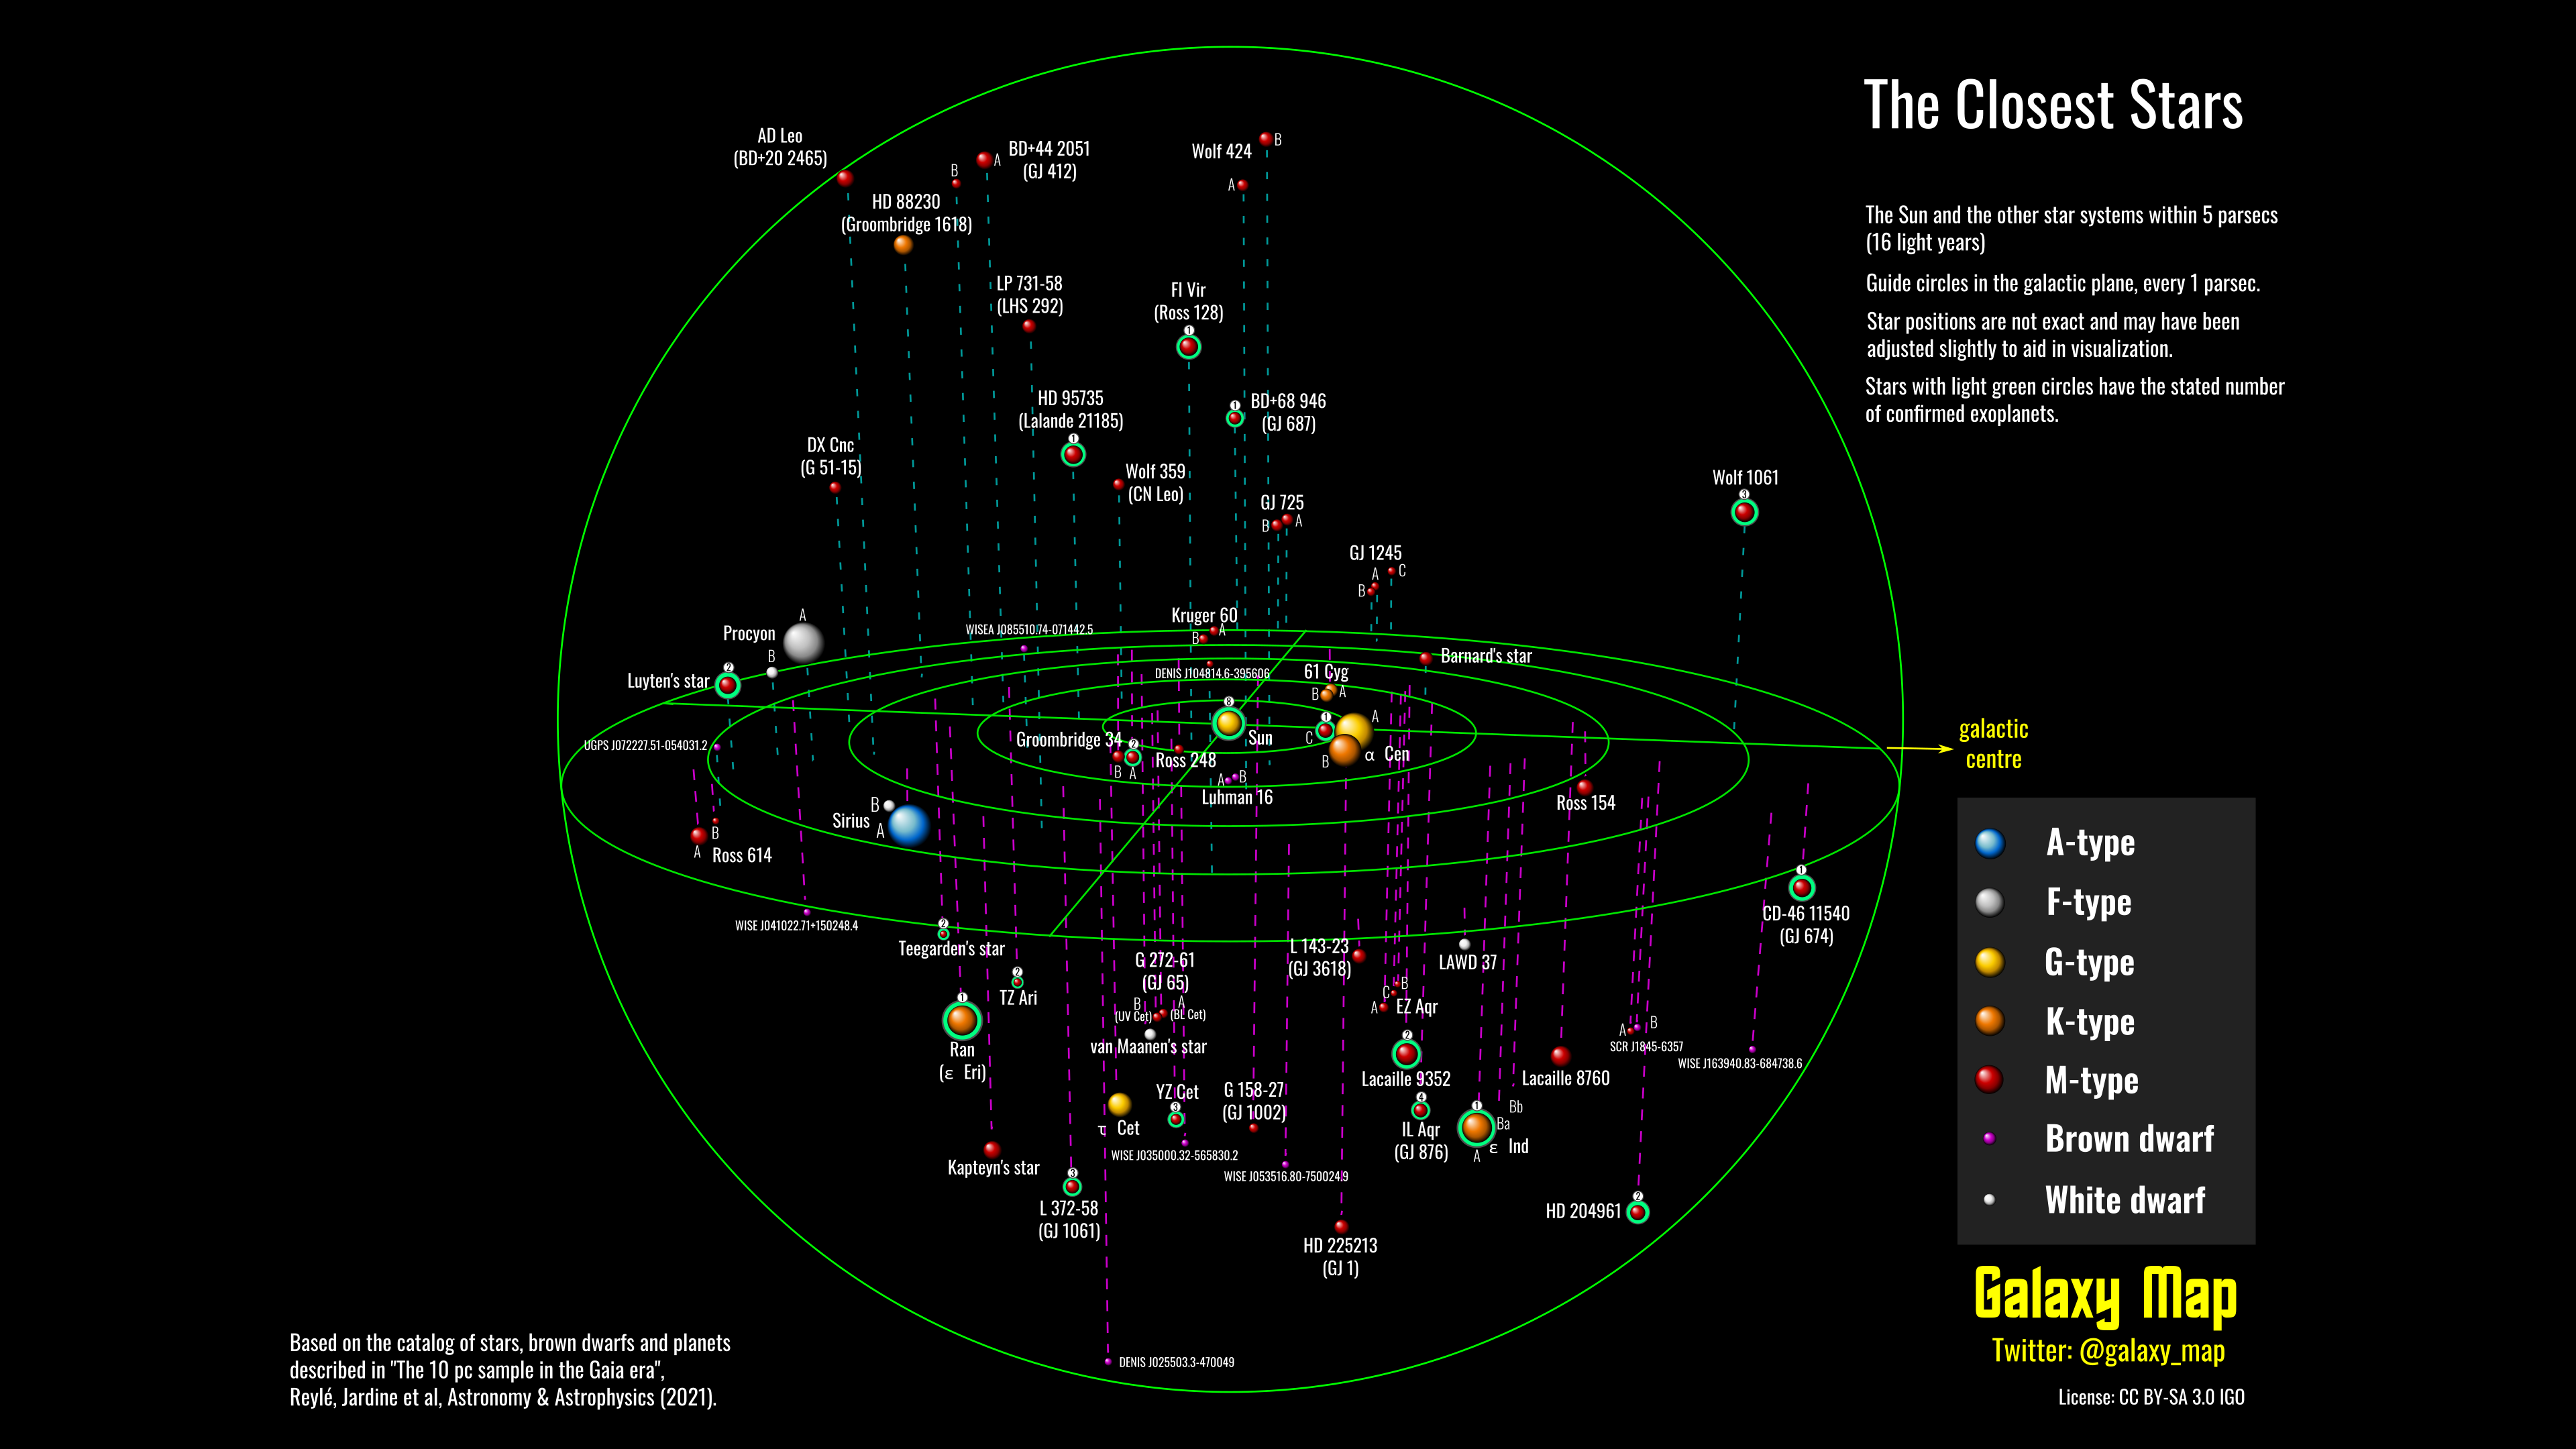 The Closest Stars
The Sun and the other star systems within 5 parsecs
(16 light years)
Guide circles in the galactic plane, every 1 parsec.
Star positions are not exact and may have been
adjusted slightly to aid in visualization.
Stars with light green circles have the stated number
of confirmed exoplanets.
AD Leo
(BD+20 2465)
B
A
BD+44 2051
(GJ 412)
Wolf 424
B
A
HD 88230
(Groombridge 1618)
LP 731-58
(LHS 292)
FI Vir
(Ross 128)
1
HD 95735
(Lalande 21185)
1
1
BD+68 946
(GJ 687)
DX Cnc
(G 51-15)
Wolf 359
(CN Leo)
GJ 725
B
A
Wolf 1061
3
GJ 1245
A
B
C
Kruger 60
B
A
WISEA J085510.74-071442.5
Procyon
A
B
Luyten's star
2
DENIS J104814.6-395606
61 Cyg
B
A
Barnard's star
8
Sun
1
C
A
B
α Cen
galactic
centre
Groombridge 34
2
B
A
Ross 248
UGPS J072227.51-054031.2
A
B
Luhman 16
Ross 154
B
Sirius
A
B
A
Ross 614
WISE J041022.71+150248.4
1
CD-46 11540
(GJ 674)
2
Teegarden's star
2
TZ Ari
G 272-61
(GJ 65)
B
A
(UV Cet)
(BL Cet)
van Maanen's star
L 143-23
(GJ 3618)
LAWD 37
B
C
A
EZ Aqr
1
Ran
(ε Eri)
2
Lacaille 9352
Lacaille 8760
A
B
SCR J1845-6357
WISE J163940.83-684738.6
τ Cet
YZ Cet
3
WISE J035000.32-565830.2
G 158-27
(GJ 1002)
4
IL Aqr
(GJ 876)
1
Bb
Ba
A
ε Ind
Kapteyn's star
3
L 372-58
(GJ 1061)
WISE J053516.80-750024.9
HD 225213
(GJ 1)
2
HD 204961
DENIS J025503.3-470049
A-type
F-type
G-type
K-type
M-type
Brown dwarf
White dwarf
Galaxy Map
Twitter: @galaxy_map
License: CC BY-SA 3.0 IGO
Based on the catalog of stars, brown dwarfs and planets
described in "The 10 pc sample in the Gaia era",
Reylé, Jardine et al, Astronomy & Astrophysics (2021).